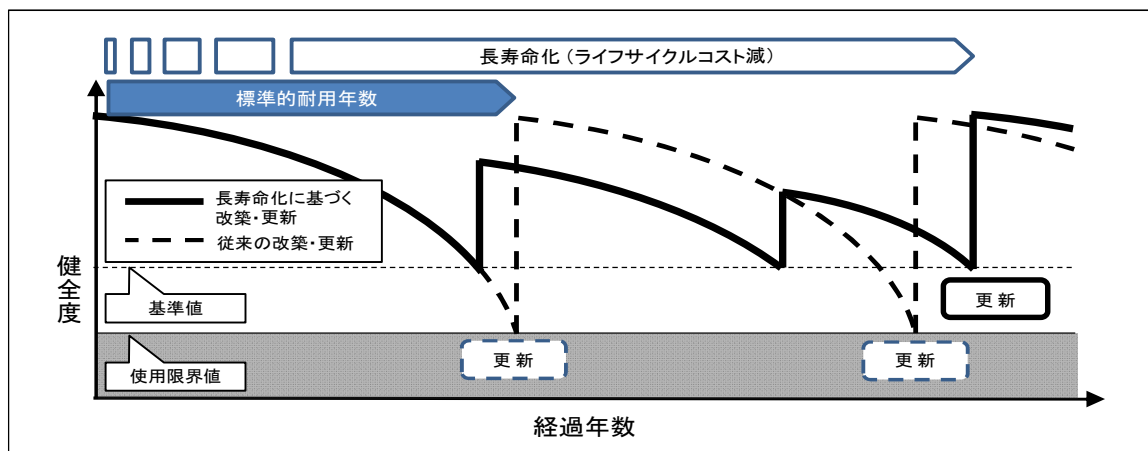 長寿命化（ライフサイクルコスト減）
標準的耐用年数
長寿命化に基づく
改築・更新
従来の改築・更新
健全度
基準値
更 新
使用限界値
更 新
更 新
経過年数